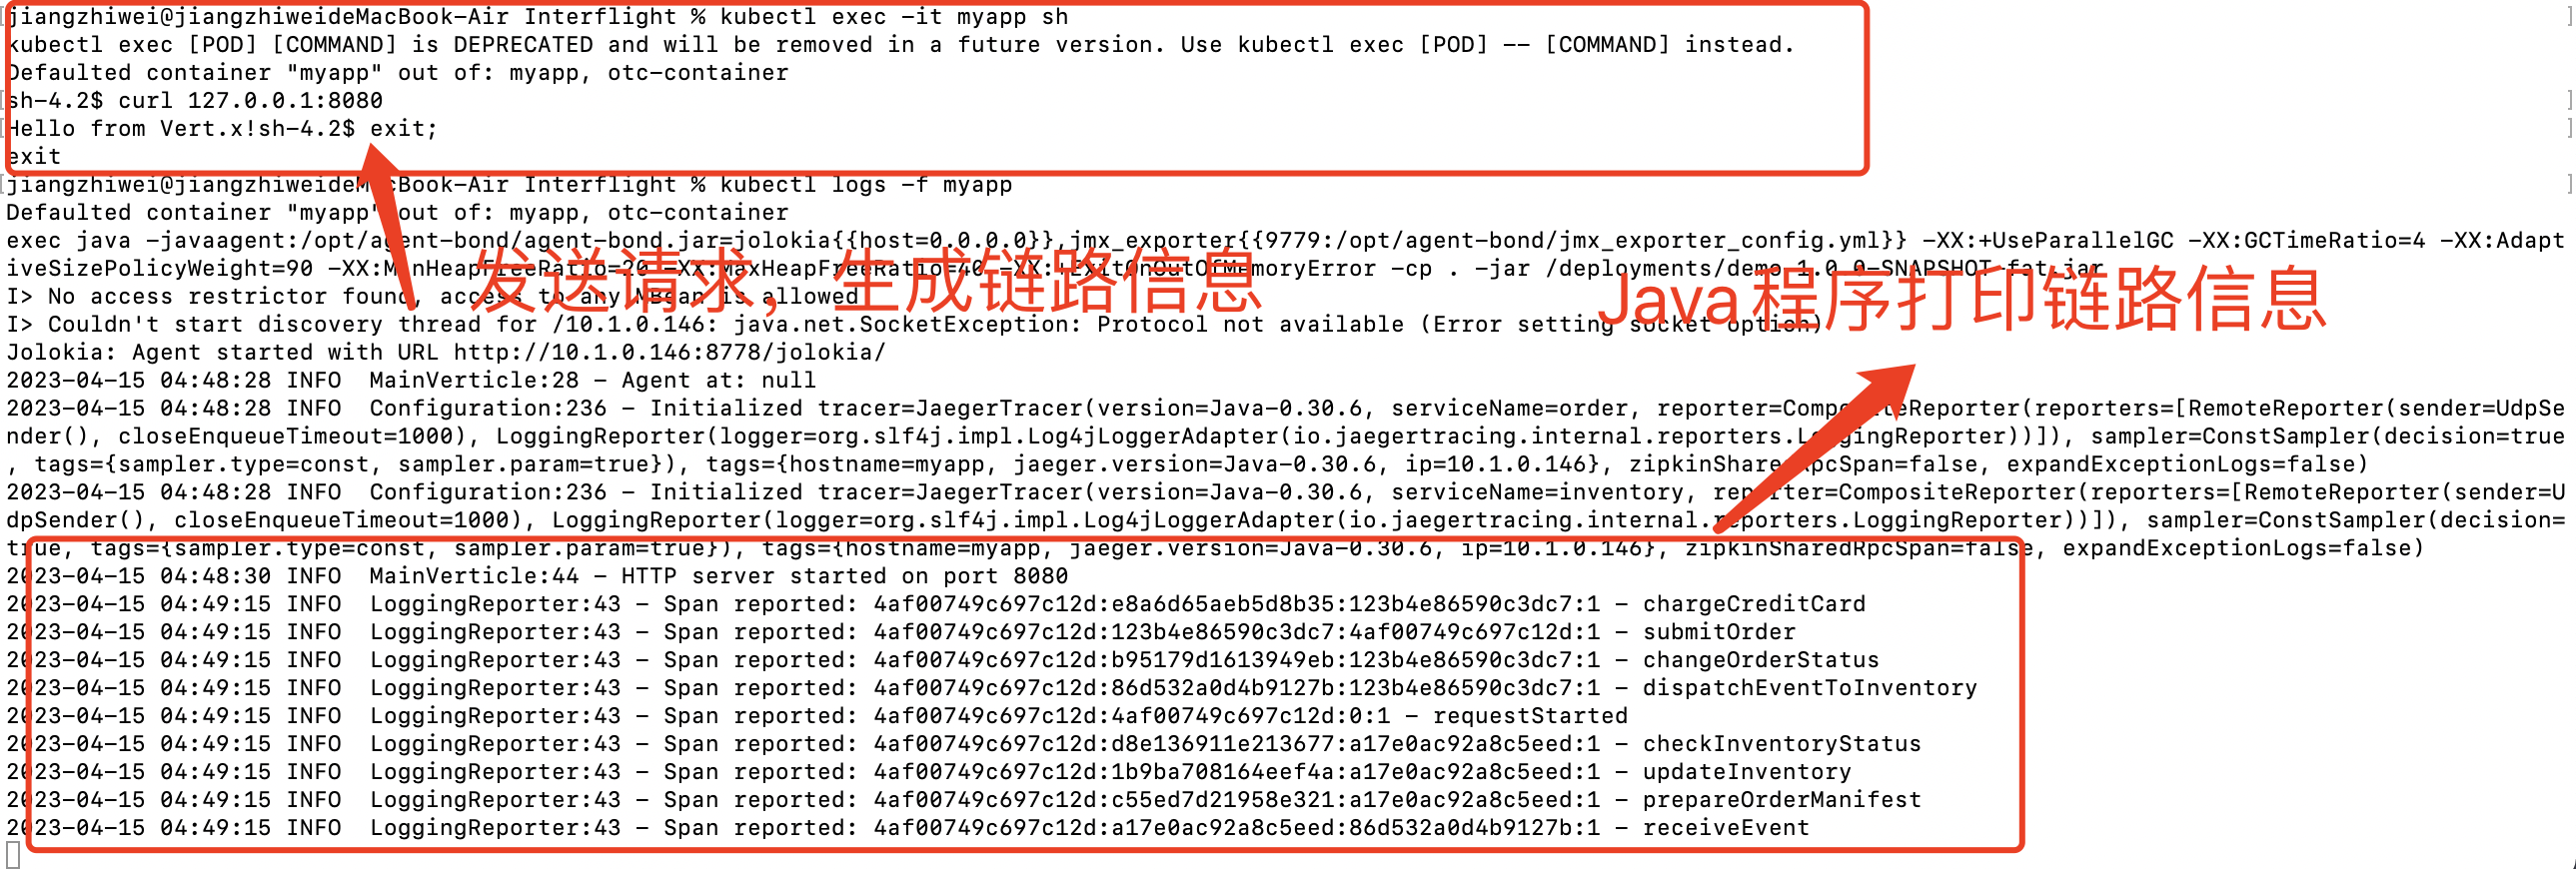 jiangzhiwei@jiangzhiweideMacBook-Air Interflight % kubectl exec -it myapp sh
kubectl exec [POD] [COMMAND] is DEPRECATED and will be removed in a future version. Use kubectl exec [POD] -- [COMMAND] instead.
Defaulted container "myapp" out of: myapp, otc-container
sh-4.2$ curl 127.0.0.1:8080
Hello from Vert.x!sh-4.2$ exit;
exit
jiangzhiwei@jiangzhiweideMacBook-Air Interflight % kubectl logs -f myapp
Defaulted container "myapp" out of: myapp, otc-container
exec java -javaagent:/opt/agent-bond/agent-bond.jar=jolokia{{host=0.0.0.0}},jmx_exporter{{9779:/opt/agent-bond/jmx_exporter_config.yml}} -XX:+UseParallelGC -XX:GCTimeRatio=4 -XX:Adapt
iveSizePolicyWeight=90 -XX:MinHeapFreeRatio=20 -XX:MaxHeapFreeRatio=40 -XX:+ExitOnOutOfMemoryError -cp . -jar /deployments/demo-1.0.0-SNAPSHOT-fat.jar
发送请求，生成链路信息
I> No access restrictor found, access to any MBean is allowed
Java程序打印链路信息
I> Couldn't start discovery thread for /10.1.0.146: java.net.SocketException: Protocol not available (Error setting socket option)
Jolokia: Agent started with URL http://10.1.0.146:8778/jolokia/
2023-04-15 04:48:28 INFO  MainVerticle:28 - Agent at: null
2023-04-15 04:48:28 INFO  Configuration:236 - Initialized tracer=JaegerTracer(version=Java-0.30.6, serviceName=order, reporter=CompositeReporter(reporters=[RemoteReporter(sender=UdpSe
nder(), closeEnqueueTimeout=1000), LoggingReporter(logger=org.slf4j.impl.Log4jLoggerAdapter(io.jaegertracing.internal.reporters.LoggingReporter))]), sampler=ConstSampler(decision=true
, tags={sampler.type=const, sampler.param=true}), tags={hostname=myapp, jaeger.version=Java-0.30.6, ip=10.1.0.146}, zipkinSharedRpcSpan=false, expandExceptionLogs=false)
2023-04-15 04:48:28 INFO  Configuration:236 - Initialized tracer=JaegerTracer(version=Java-0.30.6, serviceName=inventory, reporter=CompositeReporter(reporters=[RemoteReporter(sender=U
dpSender(), closeEnqueueTimeout=1000), LoggingReporter(logger=org.slf4j.impl.Log4jLoggerAdapter(io.jaegertracing.internal.reporters.LoggingReporter))]), sampler=ConstSampler(decision=
true, tags={sampler.type=const, sampler.param=true}), tags={hostname=myapp, jaeger.version=Java-0.30.6, ip=10.1.0.146}, zipkinSharedRpcSpan=false, expandExceptionLogs=false)
2023-04-15 04:48:30 INFO  MainVerticle:44 - HTTP server started on port 8080
2023-04-15 04:49:15 INFO  LoggingReporter:43 - Span reported: 4af00749c697c12d:e8a6d65aeb5d8b35:123b4e86590c3dc7:1 - chargeCreditCard
2023-04-15 04:49:15 INFO  LoggingReporter:43 - Span reported: 4af00749c697c12d:123b4e86590c3dc7:4af00749c697c12d:1 - submitOrder
2023-04-15 04:49:15 INFO  LoggingReporter:43 - Span reported: 4af00749c697c12d:b95179d1613949eb:123b4e86590c3dc7:1 - changeOrderStatus
2023-04-15 04:49:15 INFO  LoggingReporter:43 - Span reported: 4af00749c697c12d:86d532a0d4b9127b:123b4e86590c3dc7:1 - dispatchEventToInventory
2023-04-15 04:49:15 INFO  LoggingReporter:43 - Span reported: 4af00749c697c12d:4af00749c697c12d:0:1 - requestStarted
2023-04-15 04:49:15 INFO  LoggingReporter:43 - Span reported: 4af00749c697c12d:d8e136911e213677:a17e0ac92a8c5eed:1 - checkInventoryStatus
2023-04-15 04:49:15 INFO  LoggingReporter:43 - Span reported: 4af00749c697c12d:1b9ba708164eef4a:a17e0ac92a8c5eed:1 - updateInventory
2023-04-15 04:49:15 INFO  LoggingReporter:43 - Span reported: 4af00749c697c12d:c55ed7d21958e321:a17e0ac92a8c5eed:1 - prepareOrderManifest
2023-04-15 04:49:15 INFO  LoggingReporter:43 - Span reported: 4af00749c697c12d:a17e0ac92a8c5eed:86d532a0d4b9127b:1 - receiveEvent